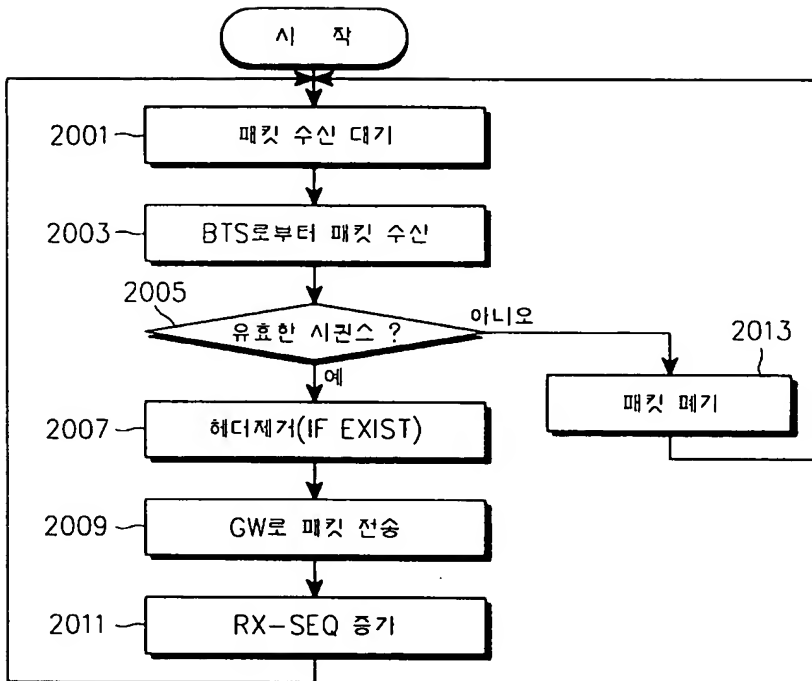 시 작
2001
패킷 수신 대기
2003
BTS로부터 패킷 수신
2005
유효한 시퀀스 ?
아니오
예
2013
패킷 폐기
2007
헤더제거(IF EXIST)
2009
GW로 패킷 전송
2011
RX-SEQ 증가